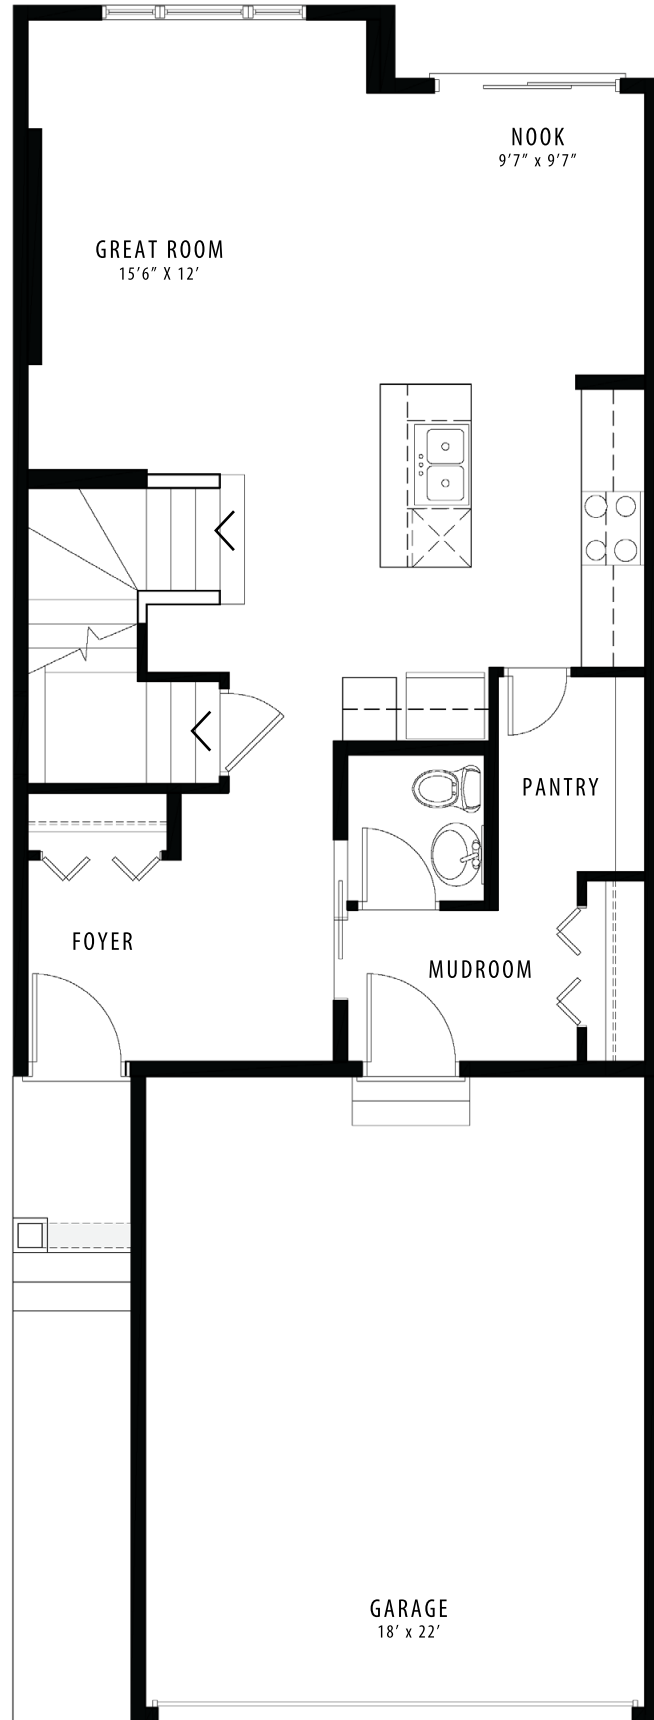 NOOK
9'7" x 9'7"
GREAT ROOM
15'6" X 12'
PANTRY
FOYER
MUDROOM
GARAGE
18' x 22'